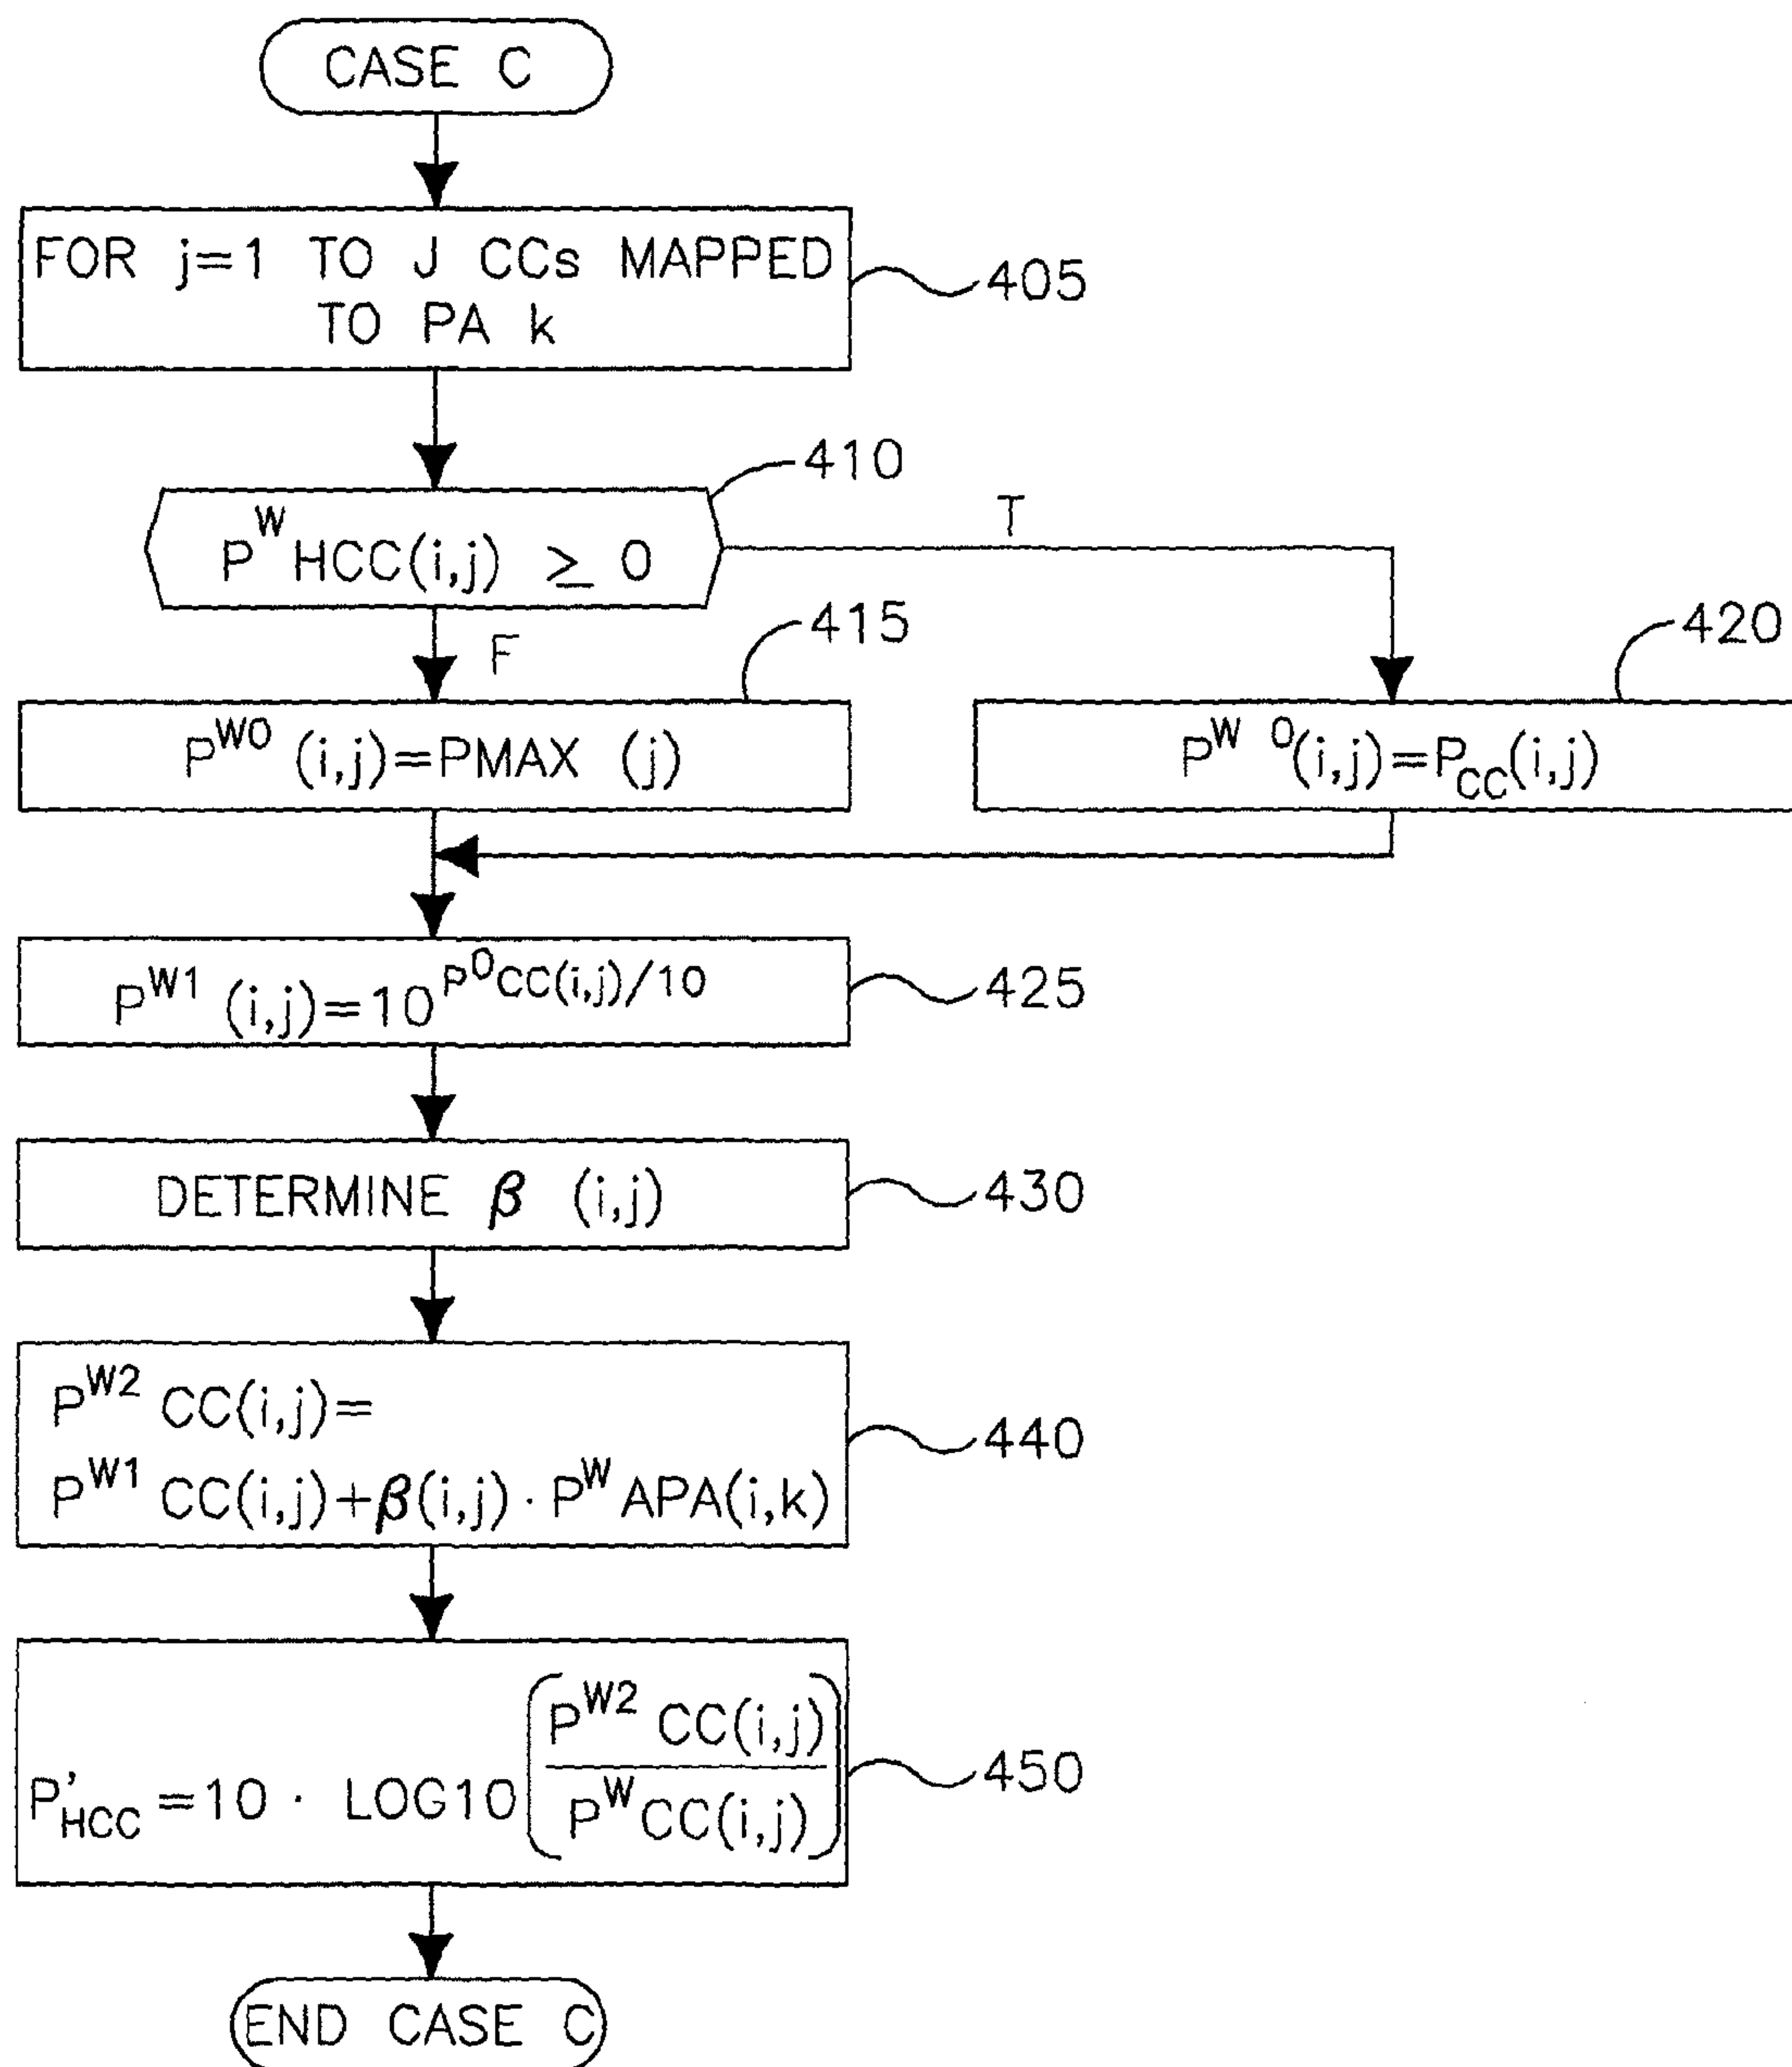 CASE C
FOR j=1 TO J CCs MAPPED
TO PA k
405
410
P^W HCC(i,j) ≥ 0
T
F
415
420
P^W0 (i,j)=PMAX (j)
P^W 0(i,j)=P_CC(i,j)
P^W1 (i,j)=10^P^0CC(i,j)/10
425
DETERMINE β (i,j)
430
P^W2 CC(i,j)=
P^W1 CC(i,j)+β(i,j) · P^W APA(i,k)
440
P'_HCC =10 · LOG10(P^W2 CC(i,j)/P^W CC(i,j))
450
END CASE C